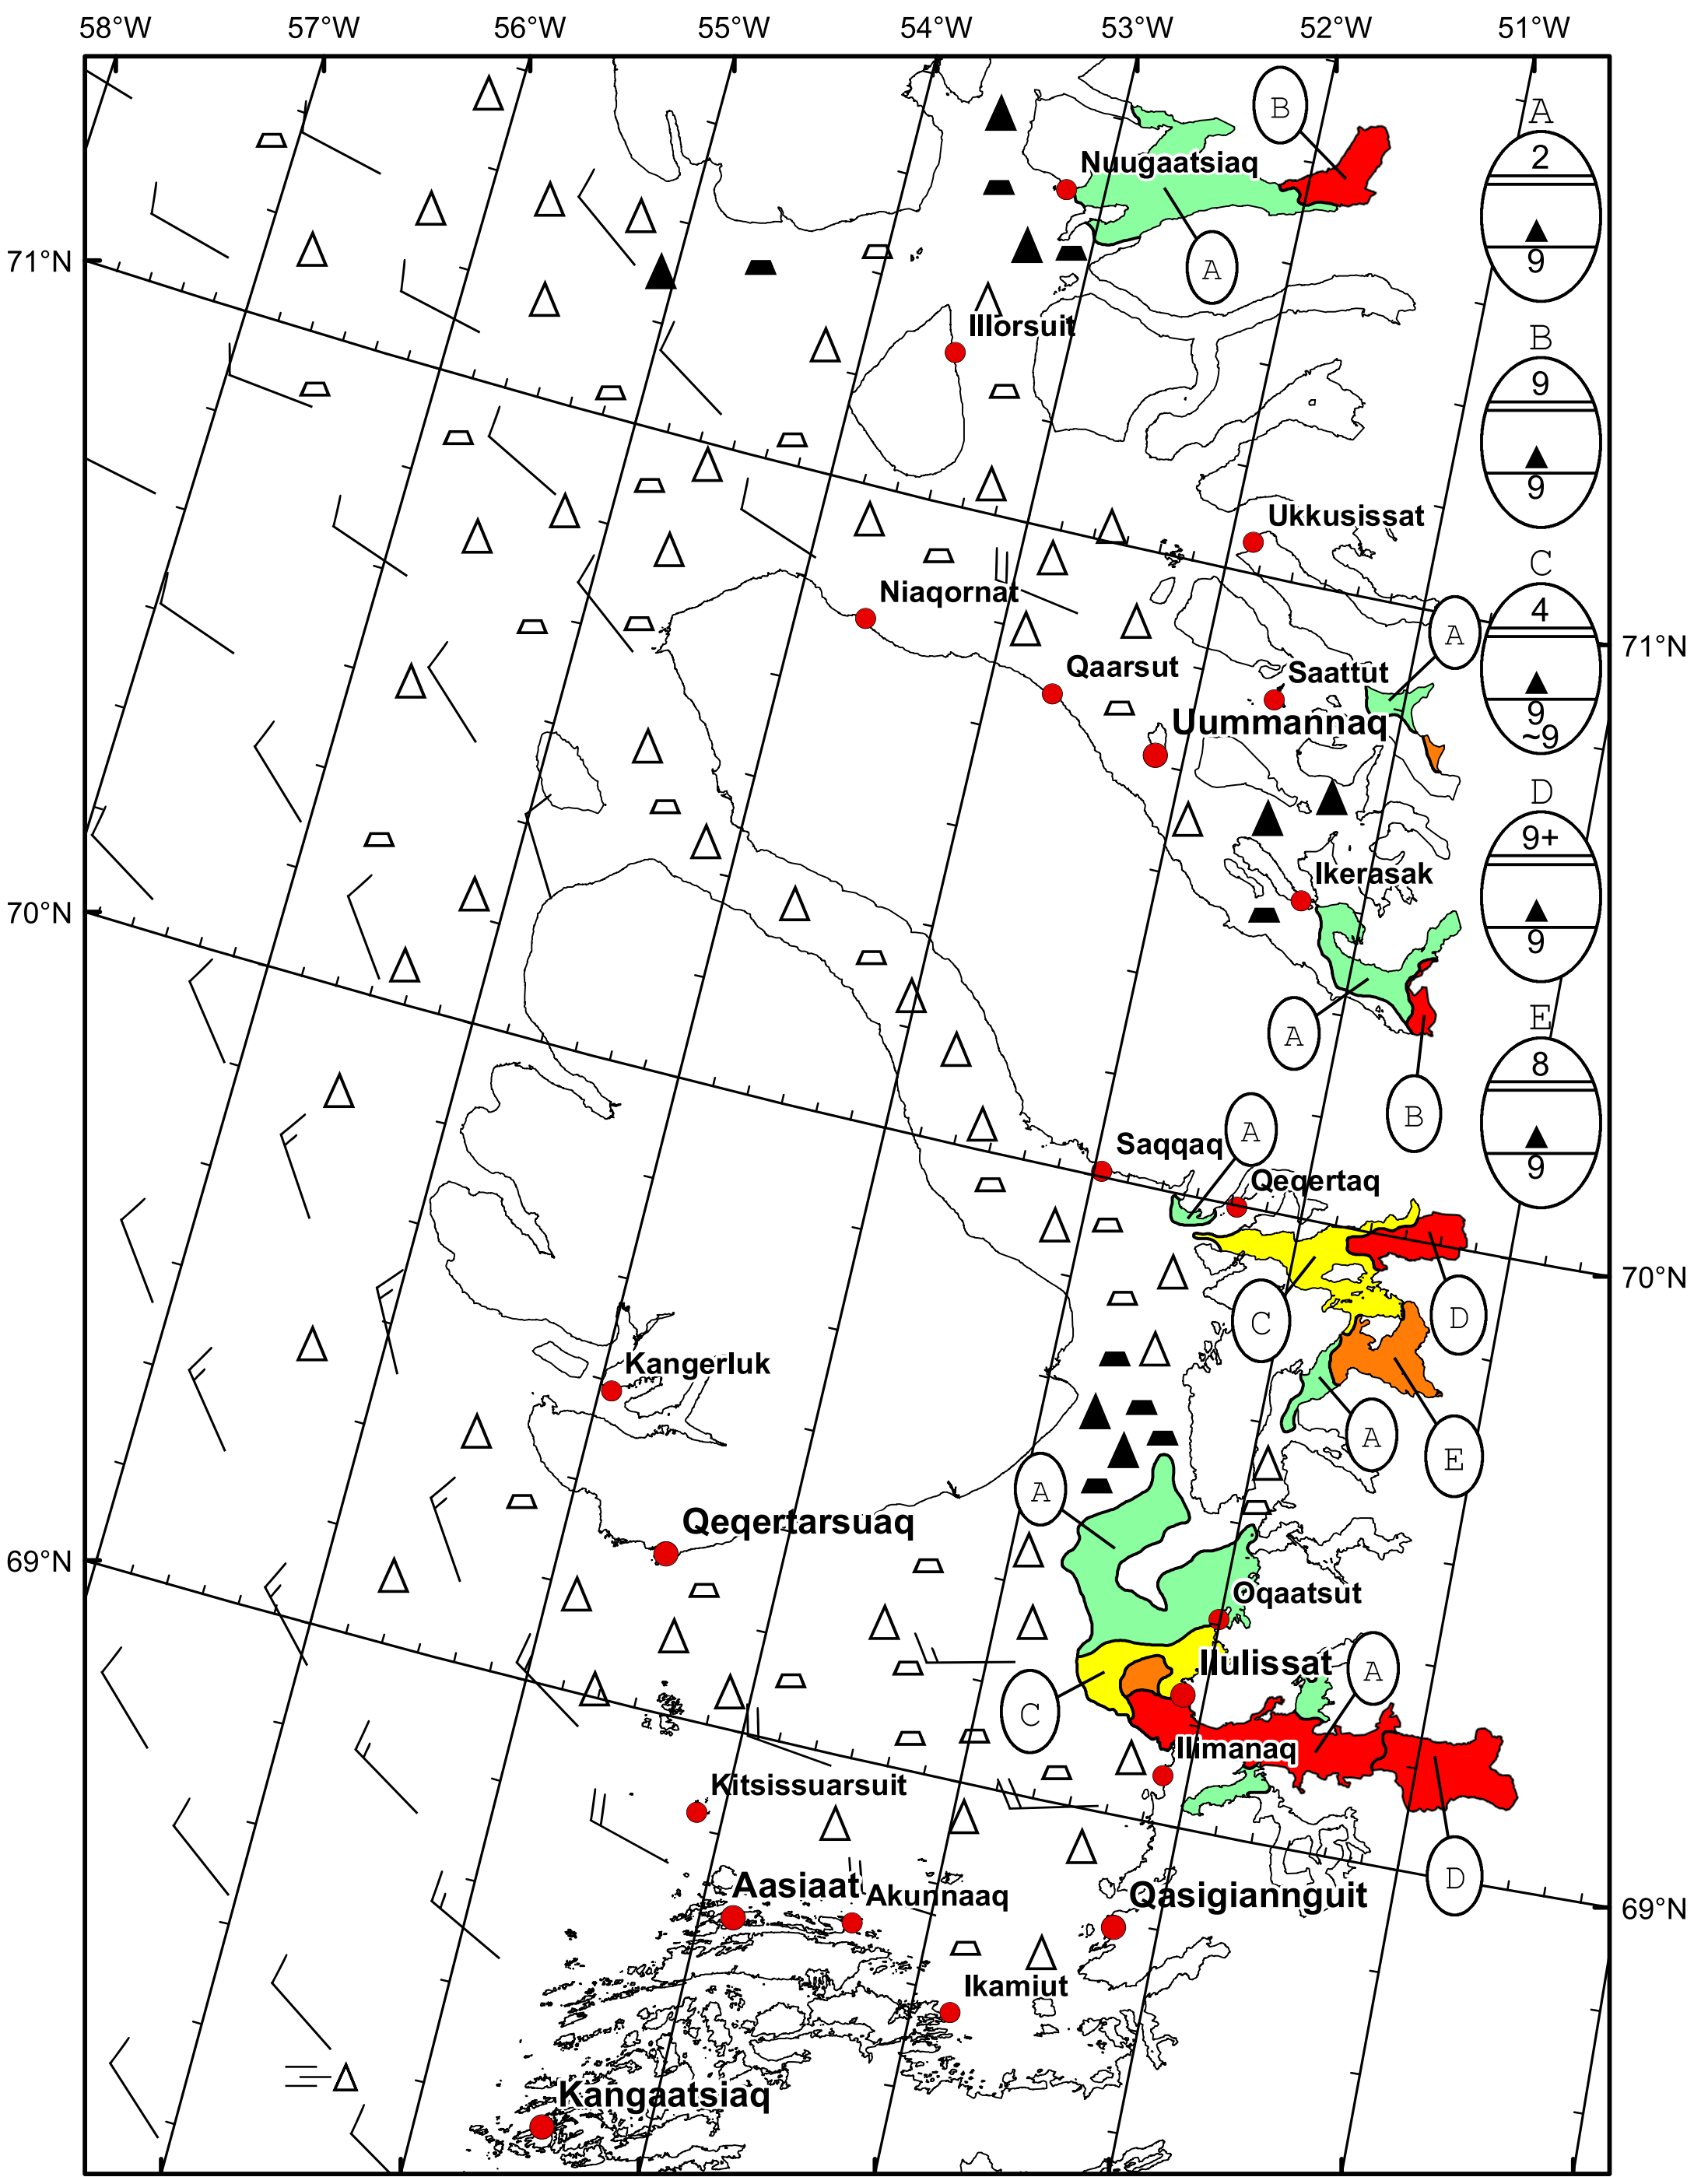 58°W 57°W 56°W 55°W 54°W 53°W 52°W 51°W
B
A
2
9
Nuugaatsiaq
A
71°N
Illorsuit
B
9
9
Ukkusissat
C
4
9
~9
Niaqornat
A
71°N
Qaarsut
Saattut
Uummannaq
D
9+
9
Ikerasak
70°N
A
E
8
9
B
A
Saqqaq
Qeqertaq
70°N
C
D
Kangerluk
A
E
A
Qeqertarsuaq
69°N
Oqaatsut
Ilulissat
A
C
Ilimanaq
Kitsissuarsuit
D
Aasiaat
Akunnaaq
Qasigiannguit
69°N
Ikamiut
Kangaatsiaq